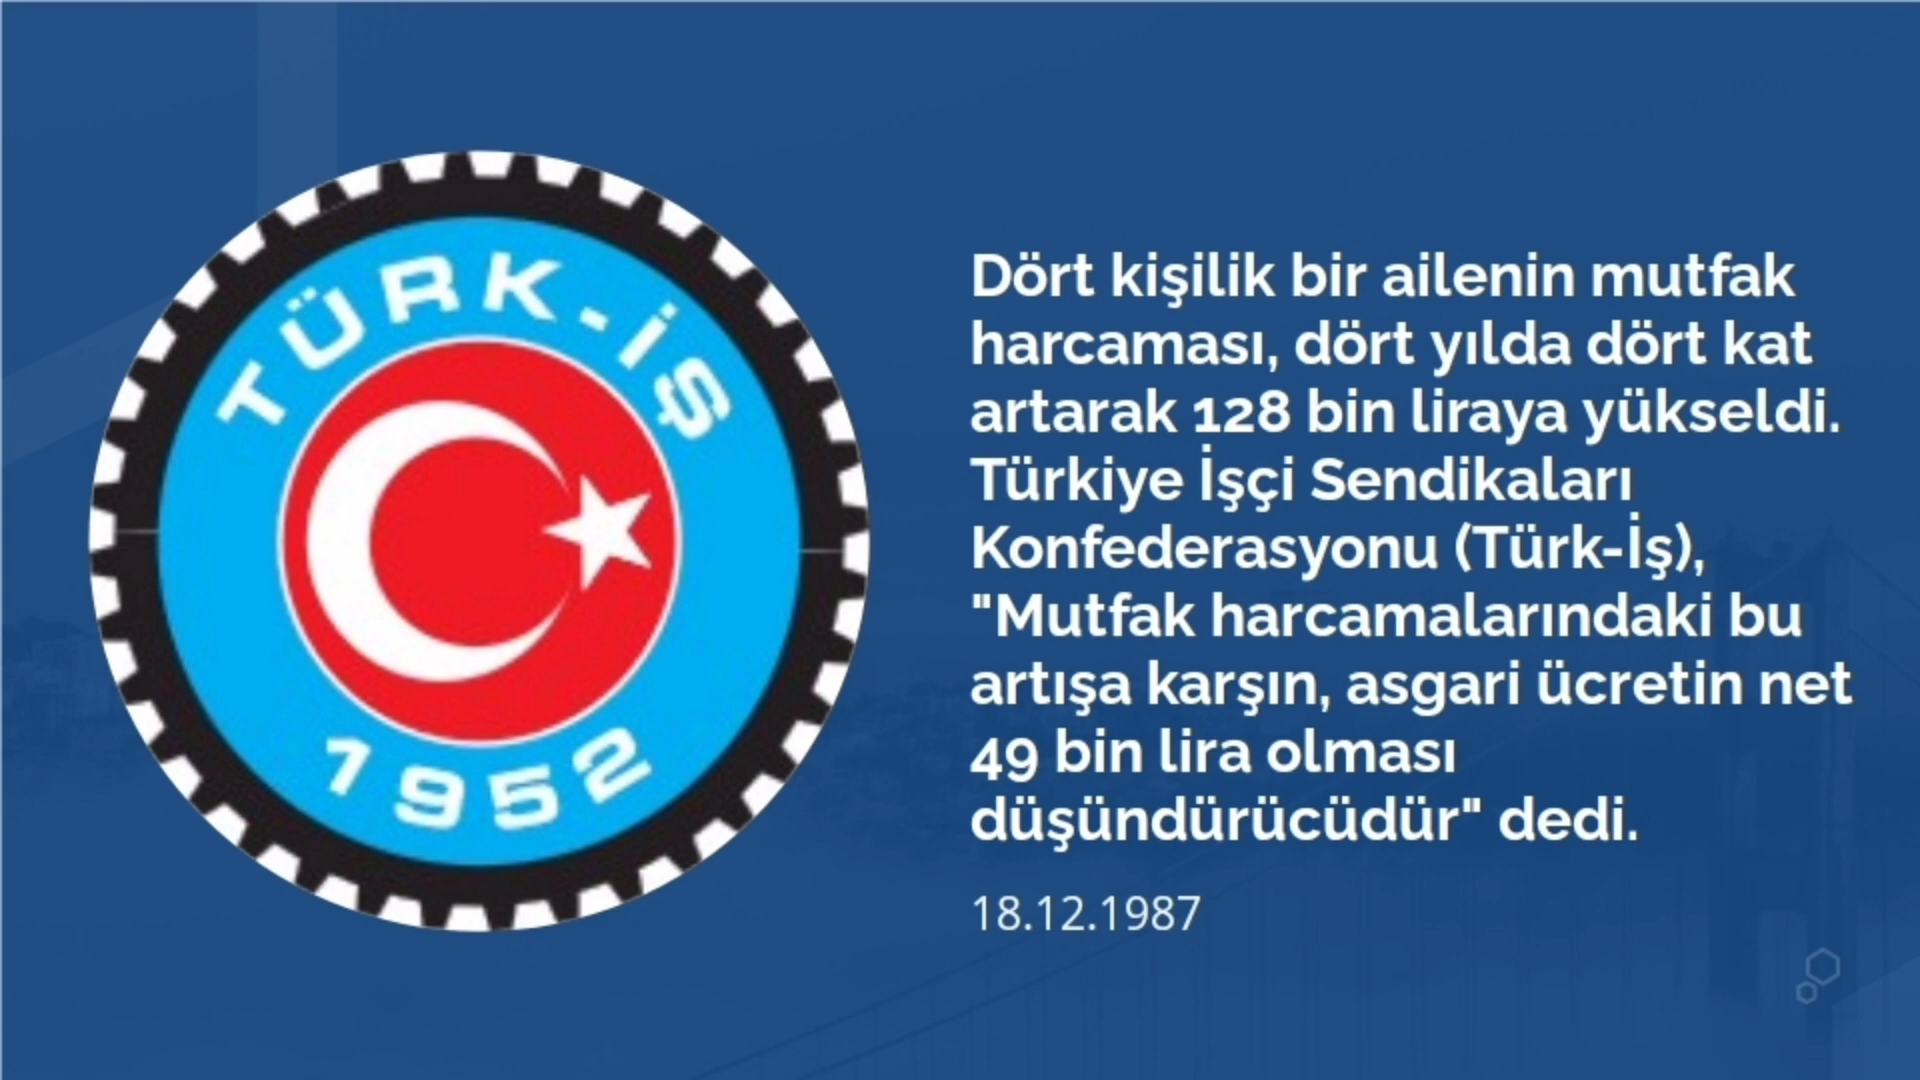 TÜRK-İŞ
1952
Dört kişilik bir ailenin mutfak
harcaması, dört yılda dört kat
artarak 128 bin liraya yükseldi.
Türkiye İşçi Sendikaları
Konfederasyonu (Türk-İş),
"Mutfak harcamalarındaki bu
artışa karşın, asgari ücretin net
49 bin lira olması
düşündürücüdür" dedi.
18.12.1987